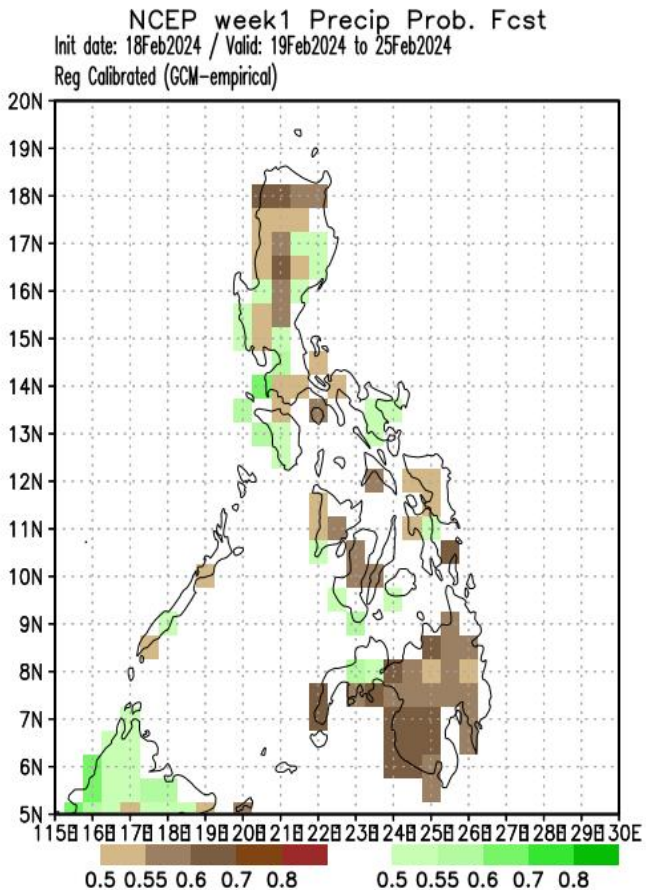 NCEP week1 Precip Prob. Fcst
Init date: 18Feb2024 / Valid: 19Feb2024 to 25Feb2024
Reg Calibrated (GCM-empirical)
20N
19N
18N
17N
16N
15N
14N
13N
12N
11N
10N
9N
8N
7N
6N
5N
115E 116E 117E 118E 119E 120E 121E 122E 123E 124E 125E 126E 127E 128E 129E 130E
0.5 0.55 0.6 0.7 0.8 0.5 0.55 0.6 0.7 0.8